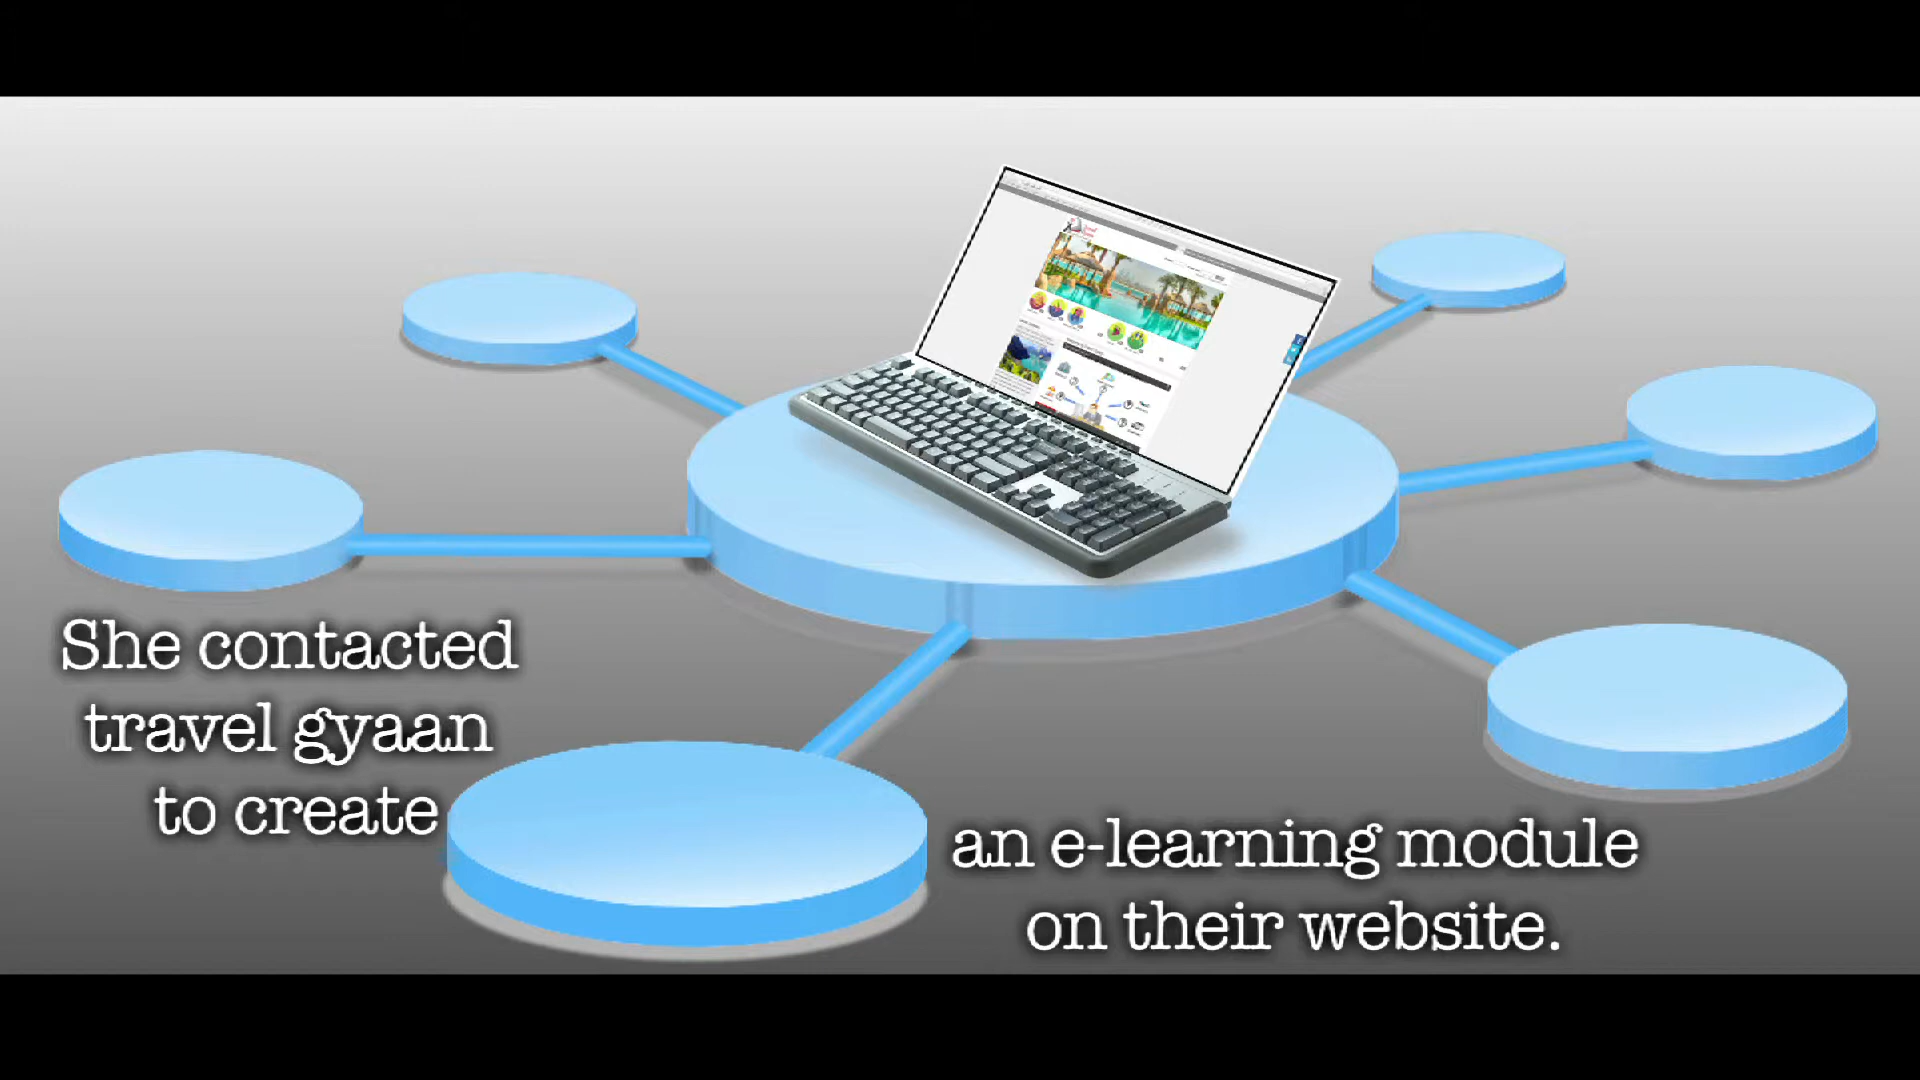 She contacted
travel gyaan
to create
an e-learning module
on their website.